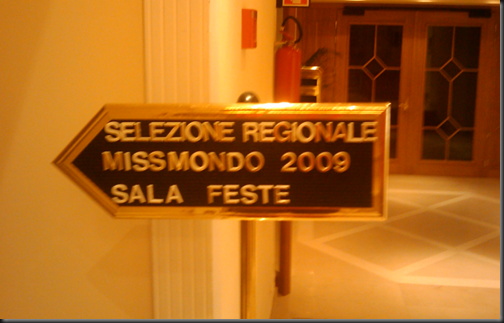 SELEZIONE REGIONALE
MISSMONDO 2009
SALA FESTE